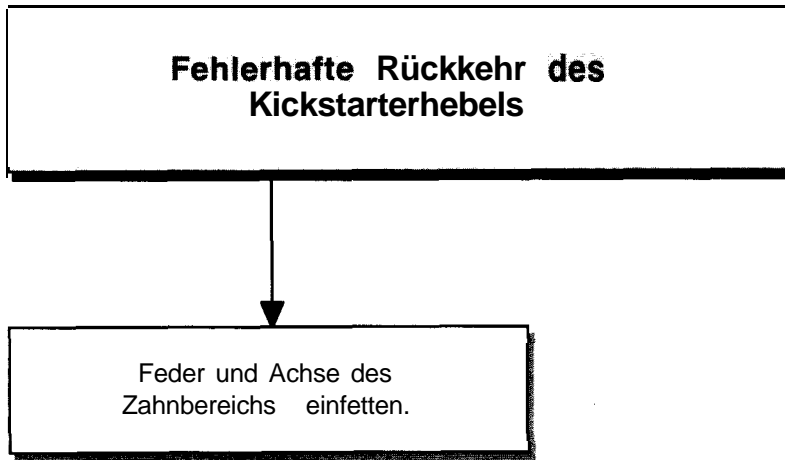 Fehlerhafte Rückkehr des
Kickstarterhebels
Feder und Achse des
Zahnbereichs einfetten.